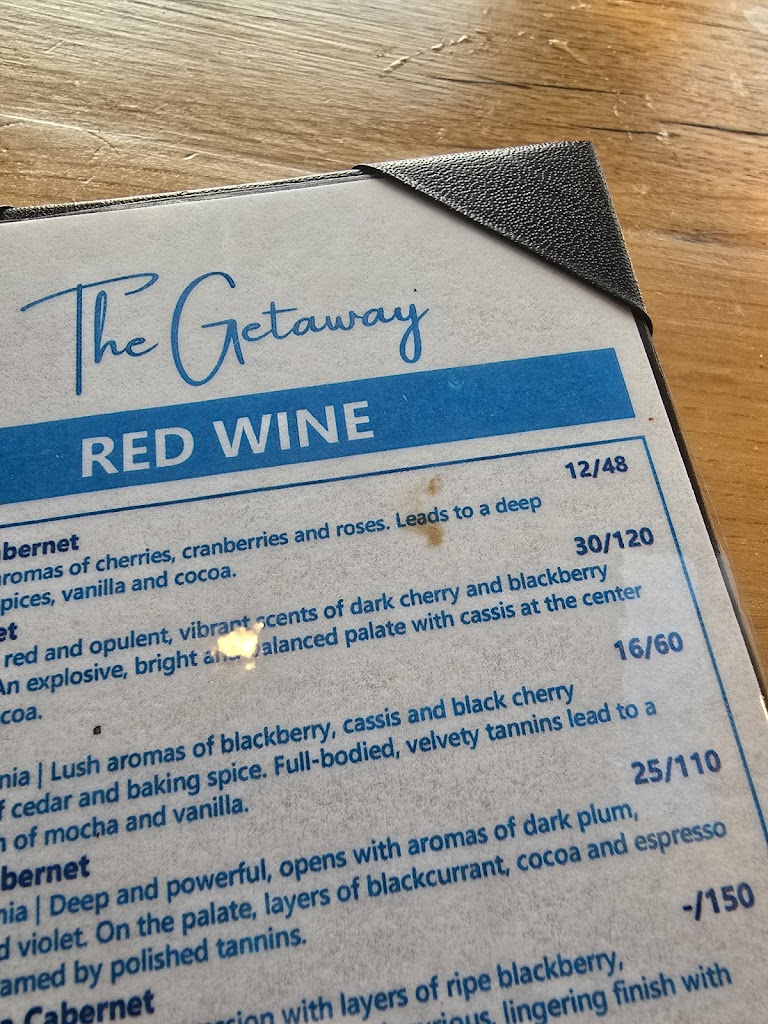 The Getaway
RED WINE
12/48
abernet
aromas of cherries, cranberries and roses. Leads to a deep
pices, vanilla and cocoa.
30/120
et
red and opulent, vibrant scents of dark cherry and blackberry
An explosive, bright and balanced palate with cassis at the center
coa.
16/60
nia | Lush aromas of blackberry, cassis and black cherry
f cedar and baking spice. Full-bodied, velvety tannins lead to a
h of mocha and vanilla.
25/110
bernet
nia | Deep and powerful, opens with aromas of dark plum,
d violet. On the palate, layers of blackcurrant, cocoa and espresso
amed by polished tannins.
-/150
Cabernet
ssion with layers of ripe blackberry,
lingering finish with